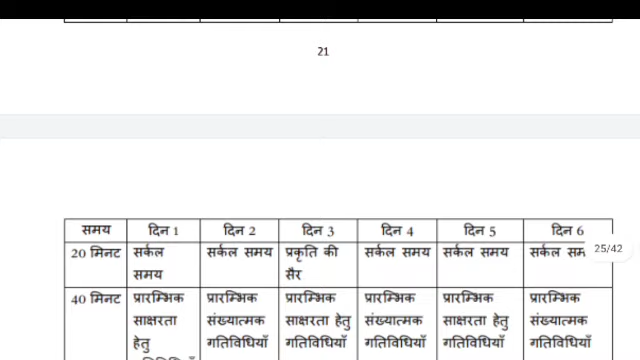 21
समय दिन 1 दिन 2 दिन 3 दिन 4 दिन 5 दिन 6
20 मिनट सर्कल सर्कल समय प्रकृति की सर्कल समय सर्कल समय सर्कल
समय सैर
25/42
40 मिनट प्रारम्भिक प्रारम्भिक प्रारम्भिक प्रारम्भिक प्रारम्भिक प्रारम्भिक
साक्षरता संख्यात्मक साक्षरता हेतु संख्यात्मक साक्षरता हेतु संख्यात्मक
हेतु गतिविधियाँ गतिविधियाँ गतिविधियाँ गतिविधियाँ गतिविधियाँ